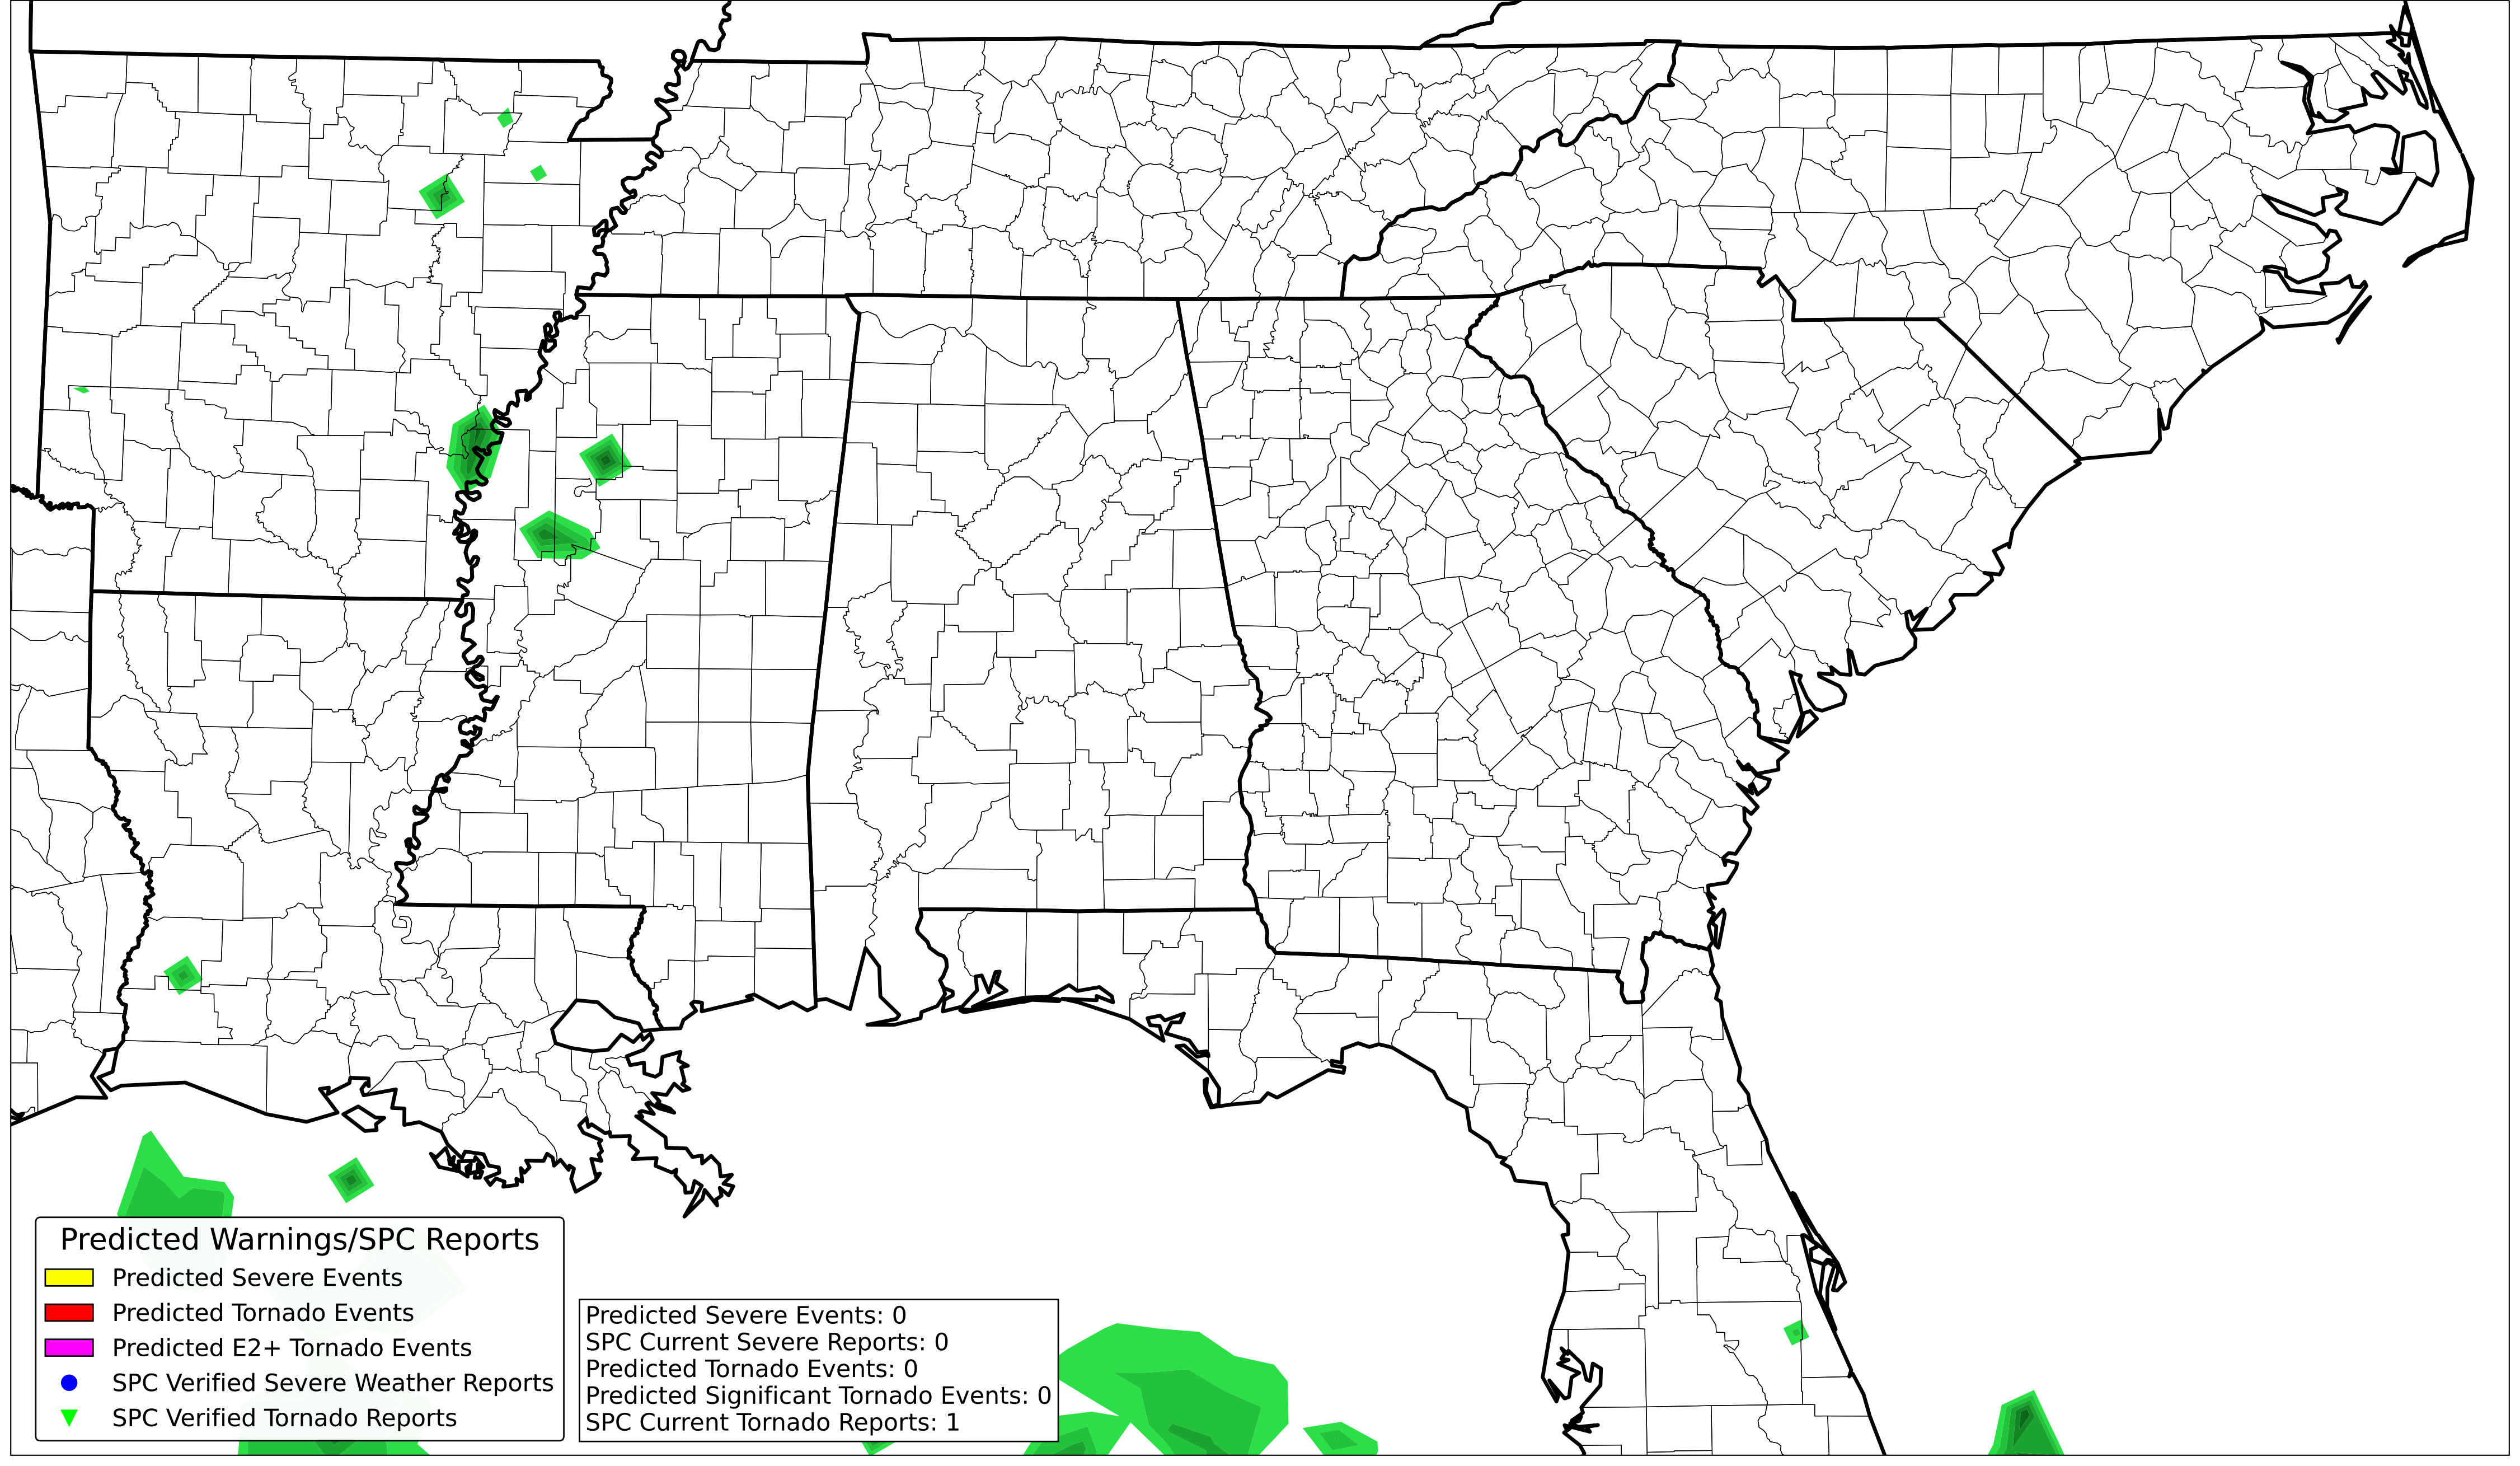 Predicted Warnings/SPC Reports
Predicted Severe Events
Predicted Tornado Events
Predicted E2+ Tornado Events
SPC Verified Severe Weather Reports
SPC Verified Tornado Reports
Predicted Severe Events: 0
SPC Current Severe Reports: 0
Predicted Tornado Events: 0
Predicted Significant Tornado Events: 0
SPC Current Tornado Reports: 1